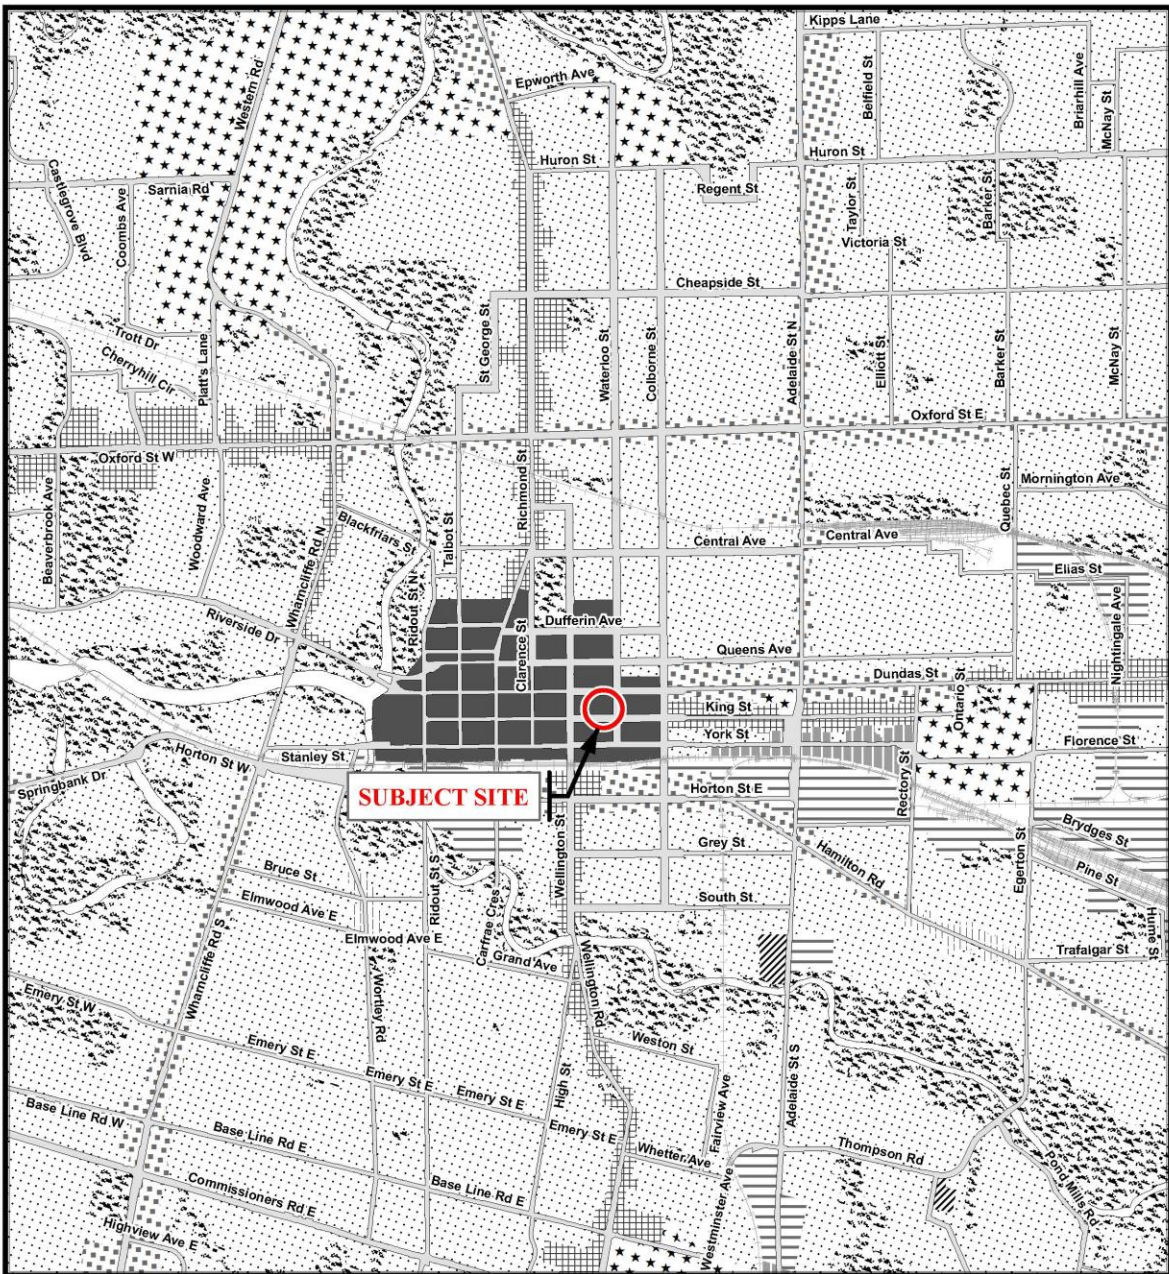 Kipps Lane
Epworth Ave
Western Rd
Belfield St
Briarhill Ave
McNay St
Huron St
Huron St
Castlegrove Blvd
Sarnia Rd
Coombs Ave
Regent St
Taylor St
Barker St
Victoria St
Cheapside St
Trott Dr
Cherryhill Cir
Platt's Lane
St George St
Waterloo St
Colborne St
Adelaide St N
Elliott St
Barker St
McNay St
Oxford St E
Oxford St W
Richmond St
Beaverbrook Ave
Woodward Ave
Wharncliffe Rd N
Blackfriars St
Talbot St
Quebec St
Mornington Ave
Central Ave
Central Ave
Elias St
Riverside Dr
Ridout St N
Clarence St
Dufferin Ave
Nightingale Ave
Queens Ave
Dundas St
Ontario St
King St
York St
Florence St
Horton St W
Stanley St
Springbank Dr
SUBJECT SITE
Horton St E
Rectory St
Wellington St
Brydges St
Egerton St
Grey St
Hamilton Rd
Pine St
Bruce St
Ridout St S
Carfrae Cres
South St
Hume St
Elmwood Ave E
Elmwood Ave E
Grand Ave
Trafalgar St
Wharncliffe Rd S
Wortley Rd
Wellington Rd
Emery St W
Emery St E
Weston St
Emery St E
Emery St E
High St
Fairview Ave
Adelaide St S
Base Line Rd W
Base Line Rd E
Emery St E
Whetter Ave
Thompson Rd
Pond Mills Rd
Commissioners Rd E
Base Line Rd E
Westminster Ave
Highview Ave E